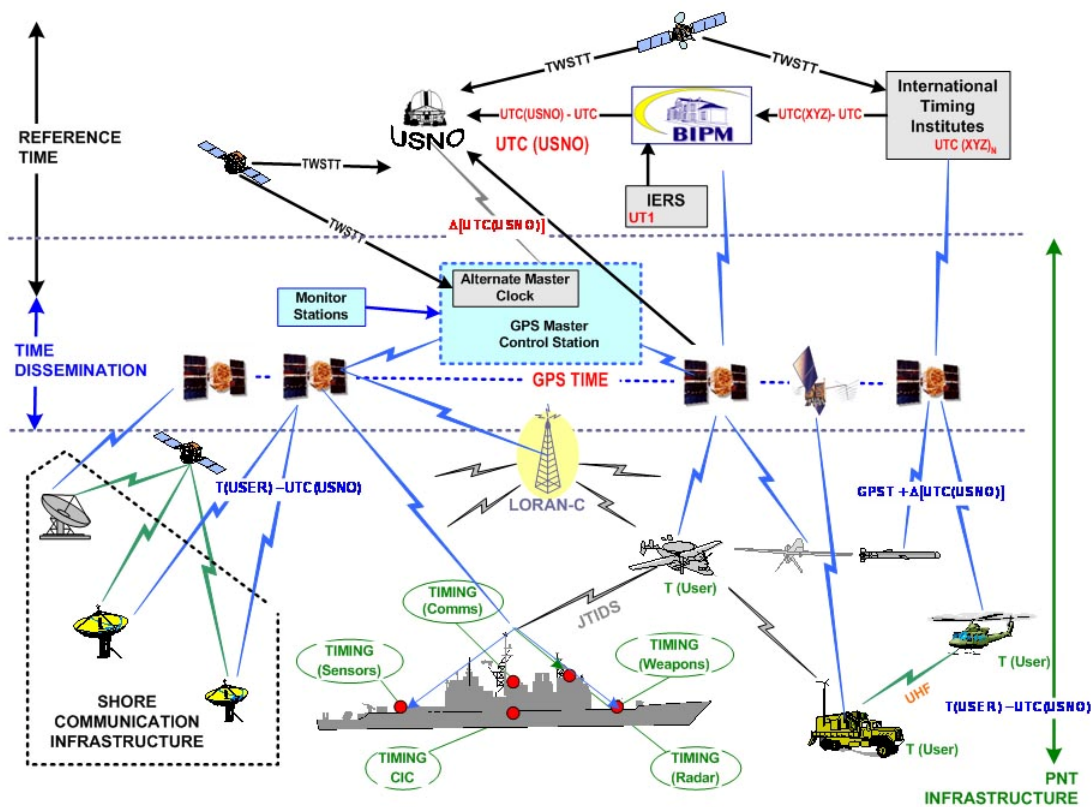 TWSTT
TWSTT
USNO
UTC(USNO) - UTC
BIPM
UTC(XYZ)- UTC
International
Timing
Institutes
UTC (XYZ)N
REFERENCE
TIME
UTC (USNO)
TWSTT
IERS
UT1
TWSTT
Δ[UTC(USNO)]
Alternate Master
Clock
Monitor
Stations
GPS Master
Control Station
TIME
DISSEMINATION
GPS TIME
T(USER) –UTC(USNO)
LORAN-C
GPST +Δ[UTC(USNO)]
T (User)
JTIDS
TIMING
(Comms)
TIMING
(Sensors)
TIMING
(Weapons)
T (User)
UHF
SHORE
COMMUNICATION
INFRASTRUCTURE
T(USER) –UTC(USNO)
T (User)
TIMING
CIC
TIMING
(Radar)
PNT
INFRASTRUCTURE